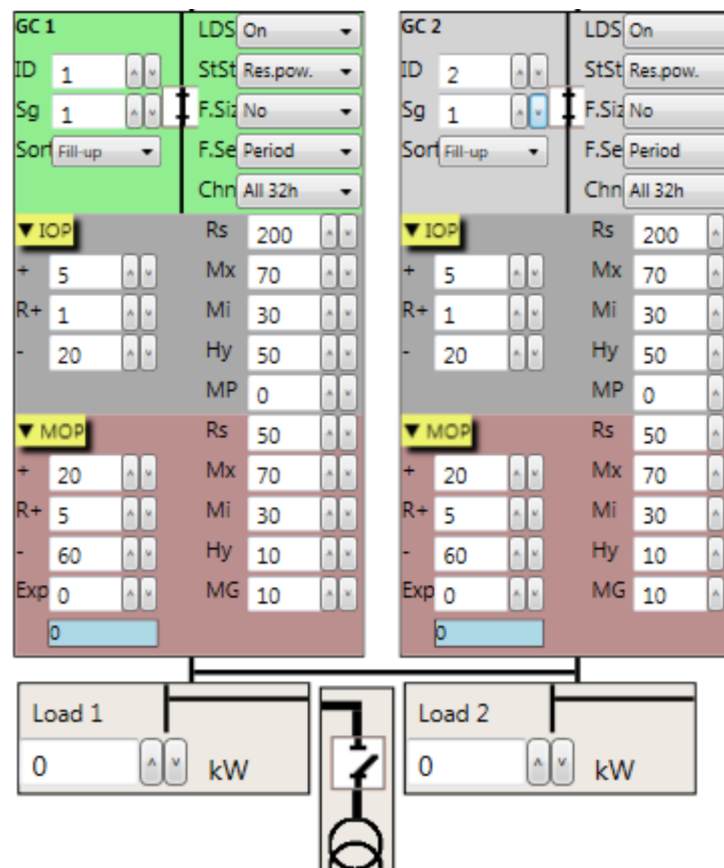 GC 1 LDS On GC 2 LDS On
ID 1 StSt Res.pow. ID 2 StSt Res.pow.
Sg 1 F.Siz No Sg 1 F.Siz No
Sort Fill-up F.Se Period Sort Fill-up F.Se Period
Chn All 32h Chn All 32h
▼ IOP Rs 200 ▼ IOP Rs 200
+ 5 Mx 70 + 5 Mx 70
R+ 1 Mi 30 R+ 1 Mi 30
- 20 Hy 50 - 20 Hy 50
MP 0 MP 0
▼ MOP Rs 50 ▼ MOP Rs 50
+ 20 Mx 70 + 20 Mx 70
R+ 5 Mi 30 R+ 5 Mi 30
- 60 Hy 10 - 60 Hy 10
Exp 0 MG 10 Exp 0 MG 10
0 0
Load 1 Load 2
0 kW 0 kW